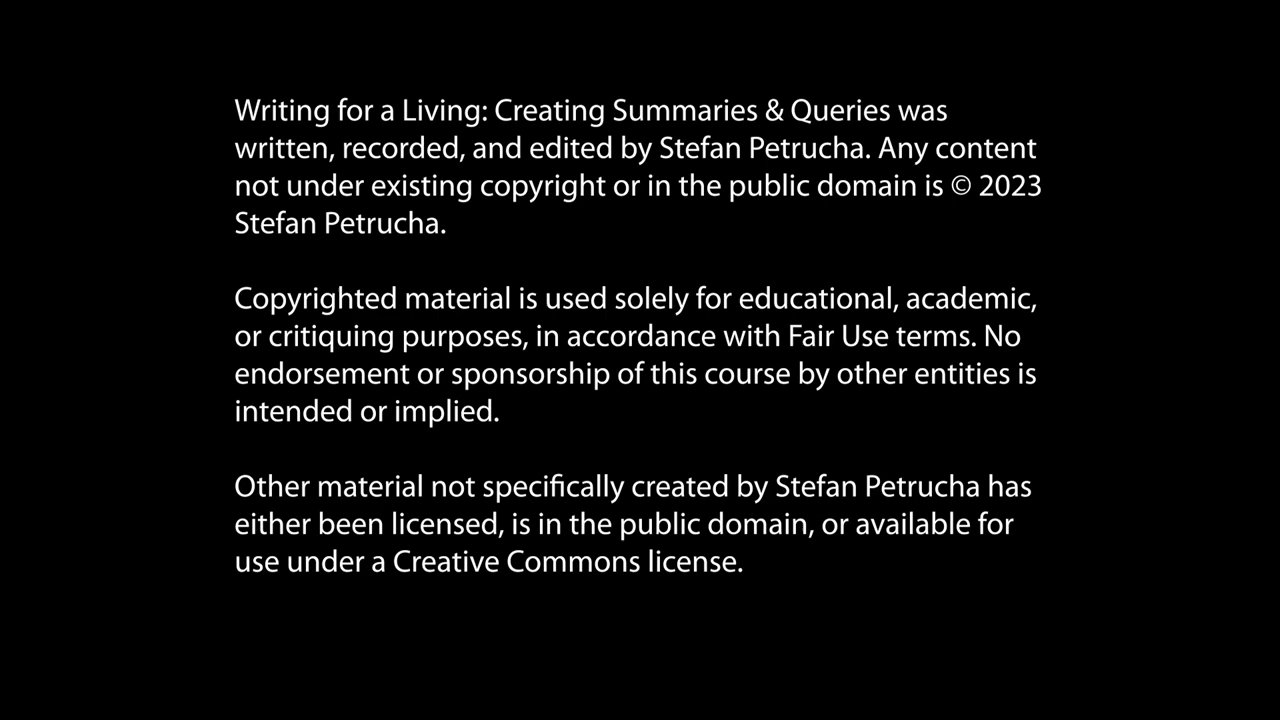 Writing for a Living: Creating Summaries & Queries was
written, recorded, and edited by Stefan Petrucha. Any content
not under existing copyright or in the public domain is © 2023
Stefan Petrucha.
Copyrighted material is used solely for educational, academic,
or critiquing purposes, in accordance with Fair Use terms. No
endorsement or sponsorship of this course by other entities is
intended or implied.
Other material not specifically created by Stefan Petrucha has
either been licensed, is in the public domain, or available for
use under a Creative Commons license.